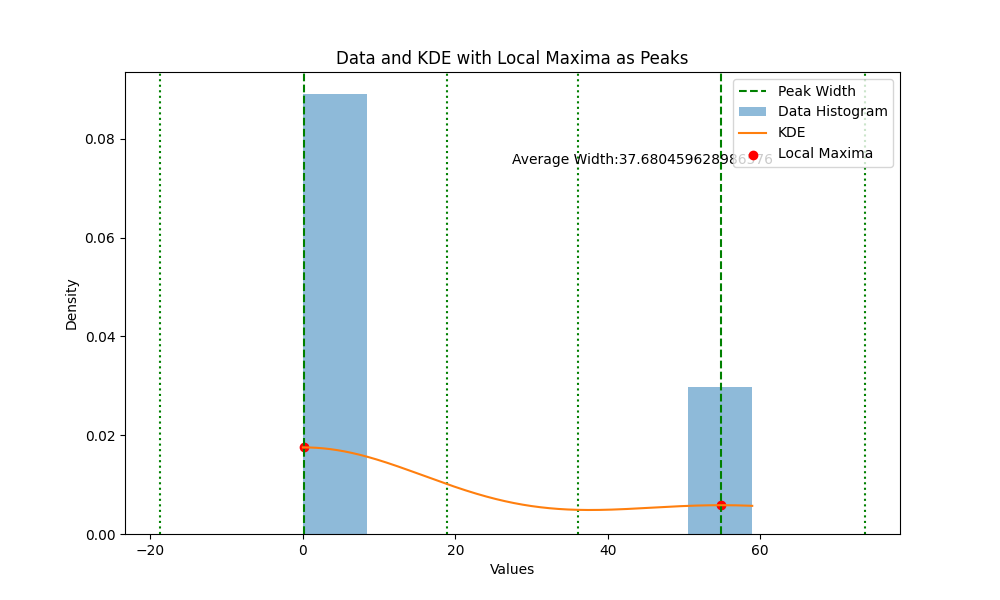 Data and KDE with Local Maxima as Peaks
Peak Width
Data Histogram
KDE
Local Maxima
Average Width:37.680459628986376
0.08
0.06
0.04
0.02
0.00
Density
−20
0
20
40
60
Values